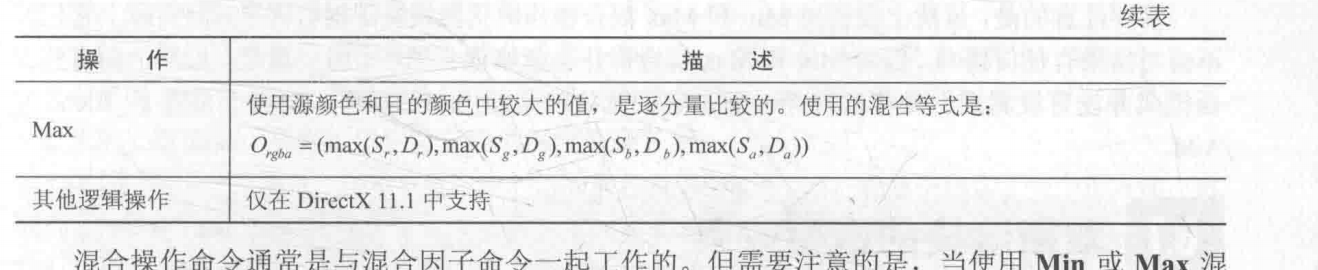 续表
操 作 描 述
使用源颜色和目的颜色中较大的值，是逐分量比较的。使用的混合等式是：
Max
O_rgba = (max(S_r, D_r), max(S_g, D_g), max(S_b, D_b), max(S_a, D_a))
其他逻辑操作 仅在 DirectX 11.1 中支持
混合操作命令通常是与混合因子命令一起工作的。但需要注意的是，当使用 Min 或 Max 混